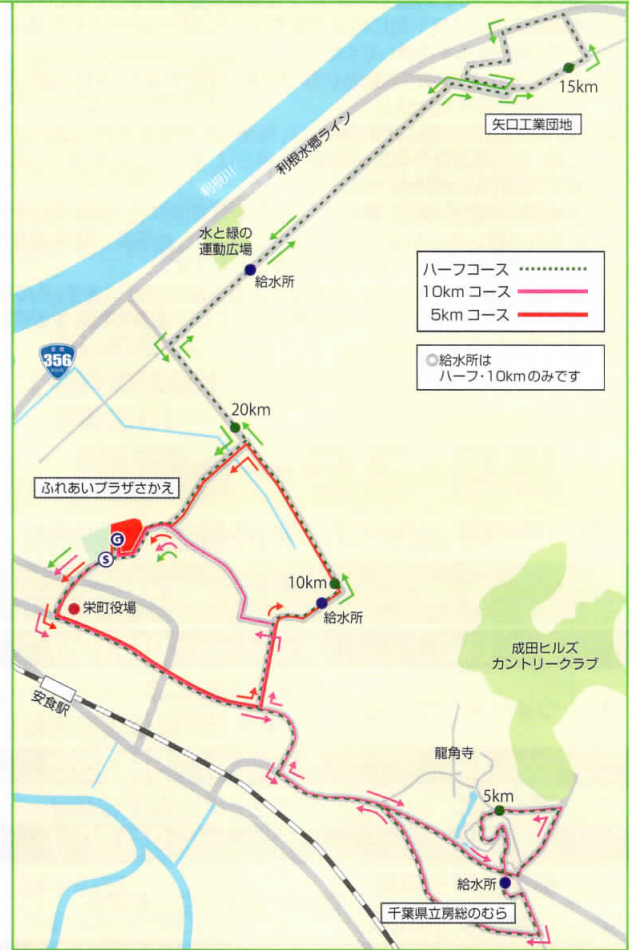 15km
矢口工業団地
利根水郷ライン
利根川
水と緑の
運動広場
給水所
ハーフコース
10km コース
5km コース
◎給水所は
ハーフ・10kmのみです
356
20km
ふれあいプラザさかえ
G
S
10km
給水所
栄町役場
成田ヒルズ
カントリークラブ
安食駅
龍角寺
5km
給水所
千葉県立房総のむら